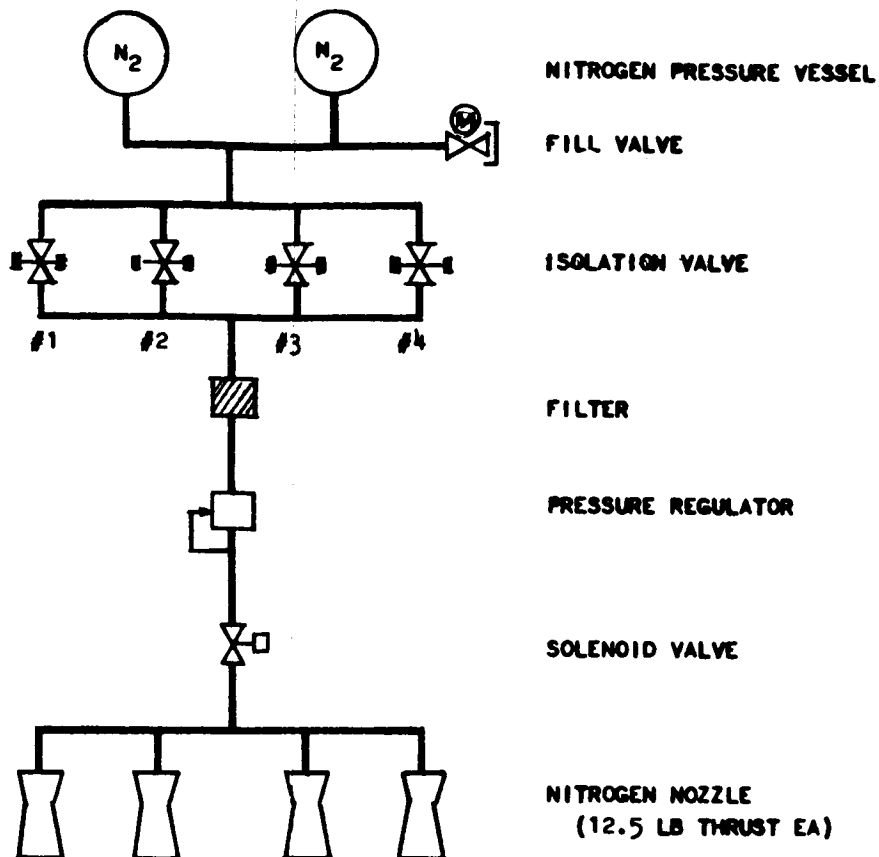 N2
N2
NITROGEN PRESSURE VESSEL
M
FILL VALVE
ISOLATION VALVE
#1 #2 #3 #4
FILTER
PRESSURE REGULATOR
SOLENOID VALVE
NITROGEN NOZZLE
(12.5 LB THRUST EA)